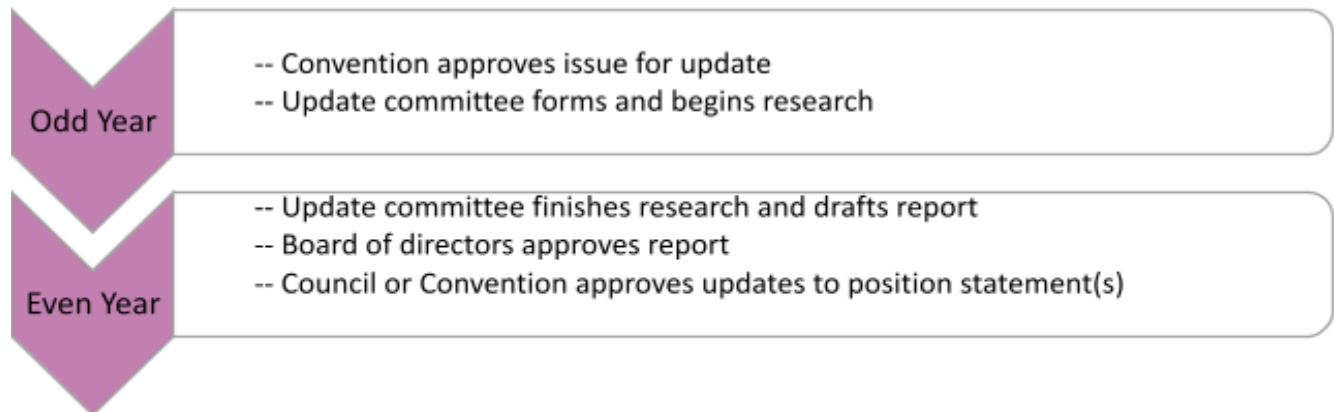 Odd Year
-- Convention approves issue for update
-- Update committee forms and begins research
Even Year
-- Update committee finishes research and drafts report
-- Board of directors approves report
-- Council or Convention approves updates to position statement(s)